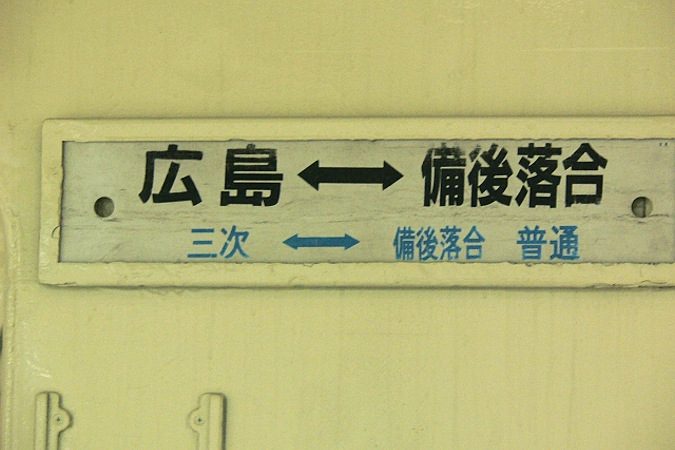 広島 ↔ 備後落合
三次 ↔ 備後落合 普通